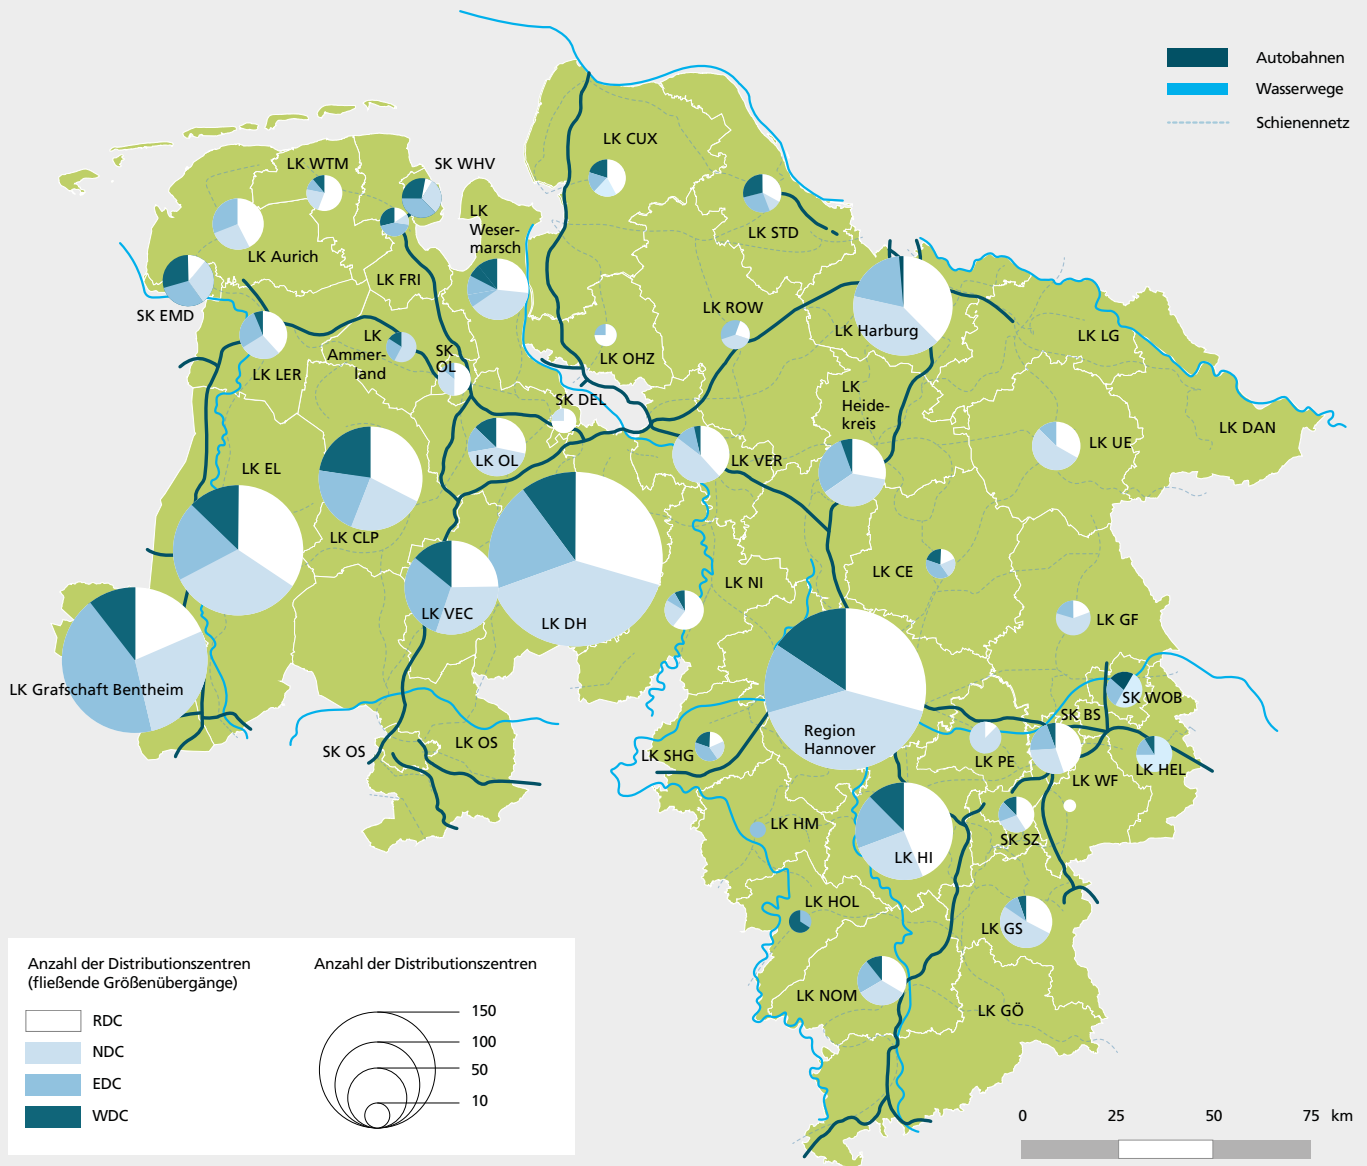 Autobahnen
Wasserwege
Schienennetz
LK CUX
LK WTM
SK WHV
LK
Weser-
marsch
LK STD
LK Aurich
LK FRI
SK EMD
LK ROW
LK Harburg
LK LG
LK
Ammer-
land
SK
OL
LK OHZ
LK LER
LK
Heide-
kreis
SK DEL
LK DAN
LK UE
LK OL
LK VER
LK EL
LK CLP
LK CE
LK NI
LK VEC
LK DH
LK GF
LK Grafschaft Bentheim
SK WOB
SK BS
Region
Hannover
LK OS
SK OS
LK SHG
LK PE
LK HEL
LK WF
LK HM
SK SZ
LK HI
LK HOL
LK GS
LK NOM
LK GÖ
Anzahl der Distributionszentren
(fließende Größenübergänge)
RDC
NDC
EDC
WDC
Anzahl der Distributionszentren
150
100
50
10
0 25 50 75 km